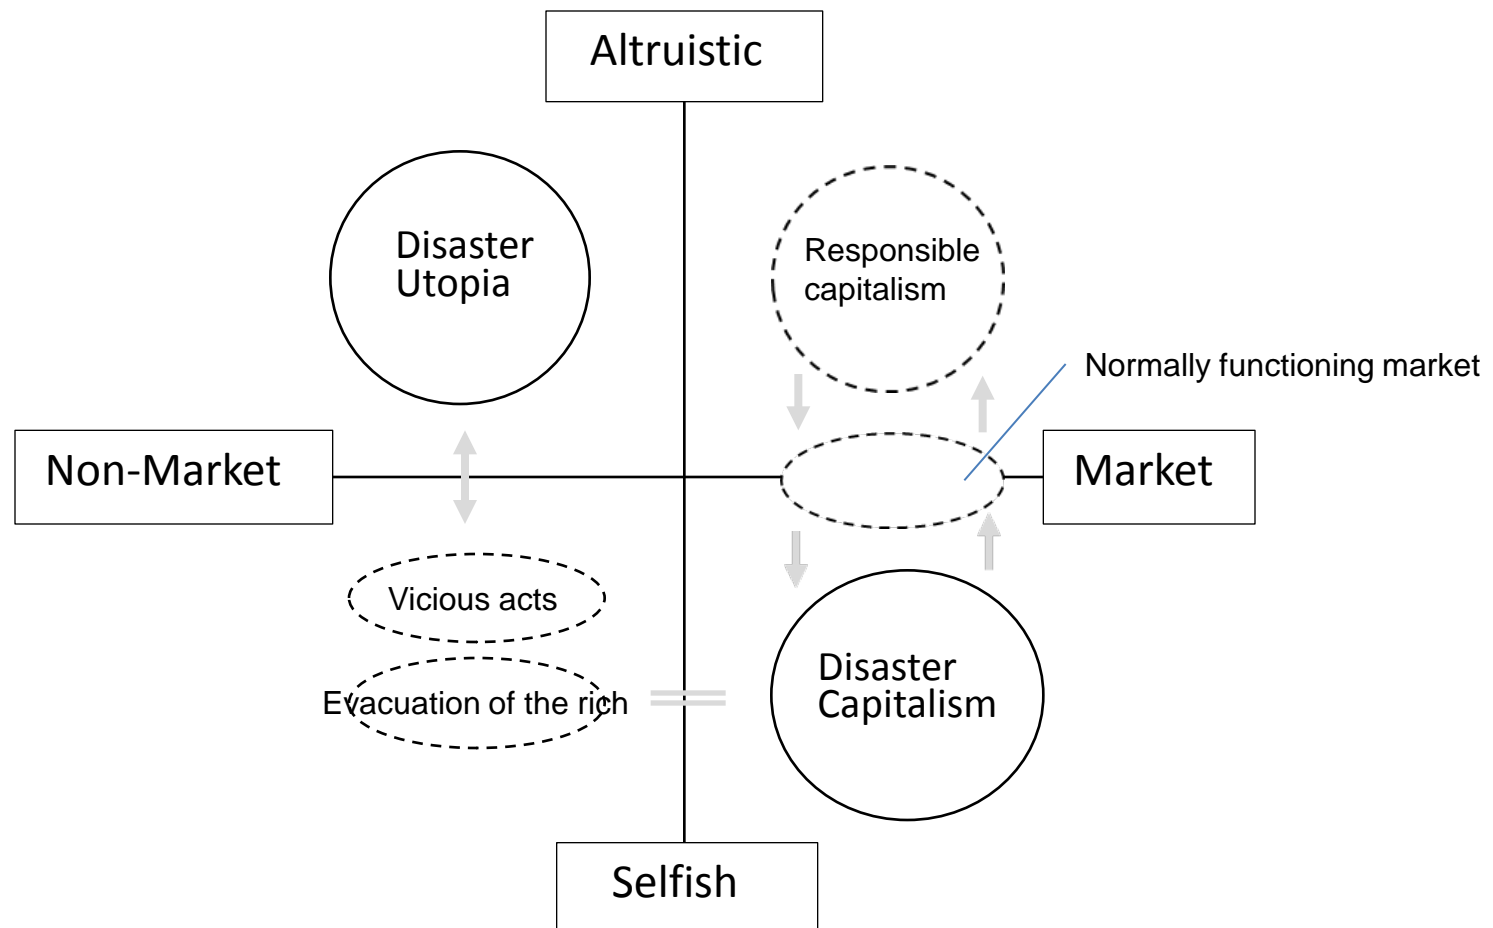 Altruistic
Disaster
Utopia
Responsible
capitalism
Normally functioning market
Non-Market
Market
Vicious acts
Evacuation of the rich
Disaster
Capitalism
Selfish